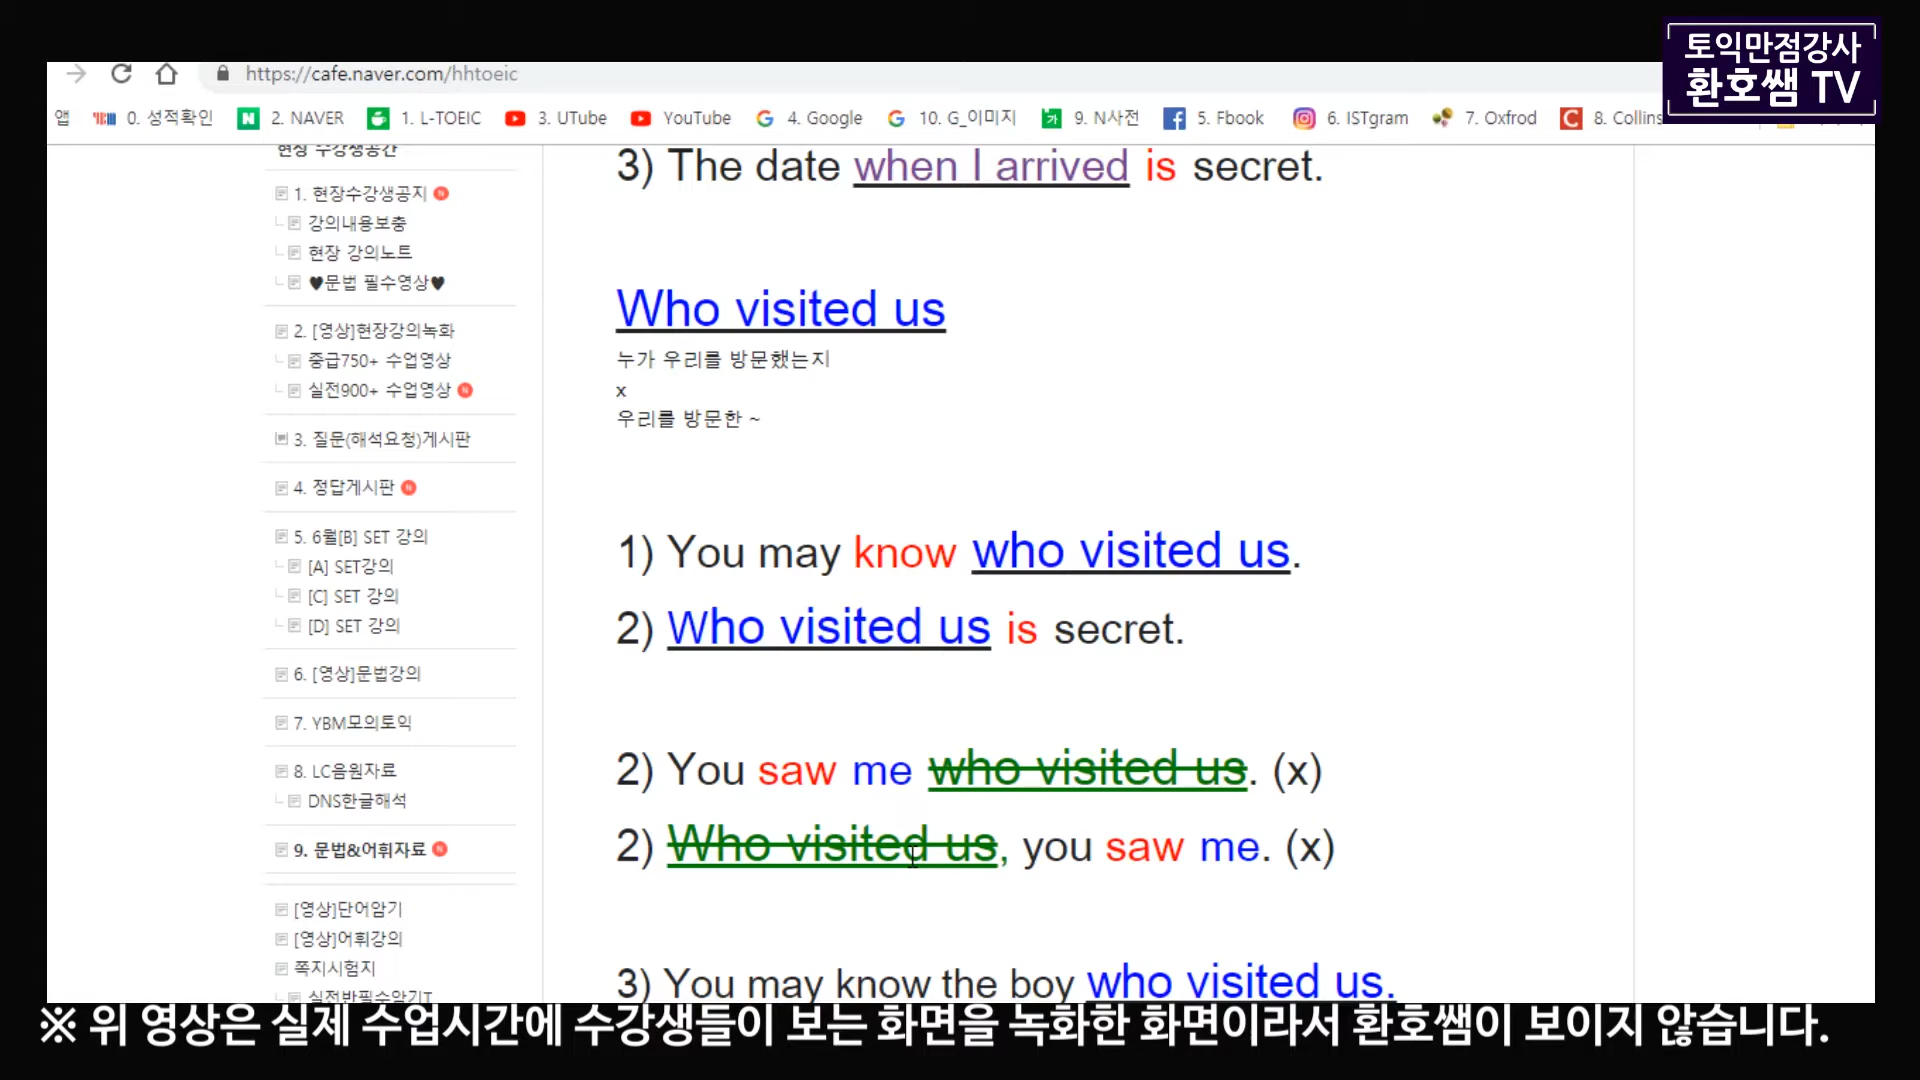 토익만점강사
환호쌤 TV
https://cafe.naver.com/hhtoeic
앱 0. 성적확인 2. NAVER 1. L-TOEIC 3. UTube YouTube 4. Google 10. G_이미지 9. N사전 5. Fbook 6. ISTgram 7. Oxfrod 8. Collins
현장 수강생공간
1. 현장수강생공지
강의내용보충
현장 강의노트
♥문법 필수영상♥
2. [영상]현장강의녹화
중급750+ 수업영상
실전900+ 수업영상
3. 질문(해석요청)게시판
4. 정답게시판
5. 6월[B] SET 강의
[A] SET강의
[C] SET 강의
[D] SET 강의
6. [영상]문법강의
7. YBM모의토익
8. LC음원자료
DNS한글해석
9. 문법&어휘자료
[영상]단어암기
[영상]어휘강의
쪽지시험지
실전반필수암기T
3) The date when I arrived is secret.
Who visited us
누가 우리를 방문했는지
x
우리를 방문한 ~
1) You may know who visited us.
2) Who visited us is secret.
2) You saw me who visited us. (x)
2) Who visited us, you saw me. (x)
3) You may know the boy who visited us.
※ 위 영상은 실제 수업시간에 수강생들이 보는 화면을 녹화한 화면이라서 환호쌤이 보이지 않습니다.